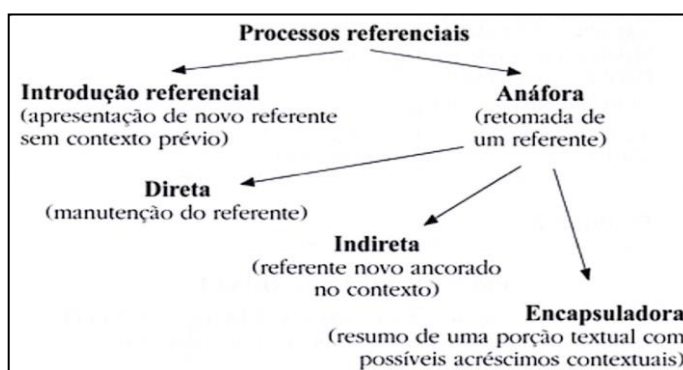 Processos referenciais
Introdução referencial
(apresentação de novo referente
sem contexto prévio)
Anáfora
(retomada de
um referente)
Direta
(manutenção do referente)
Indireta
(referente novo ancorado
no contexto)
Encapsuladora
(resumo de uma porção textual com
possíveis acréscimos contextuais)